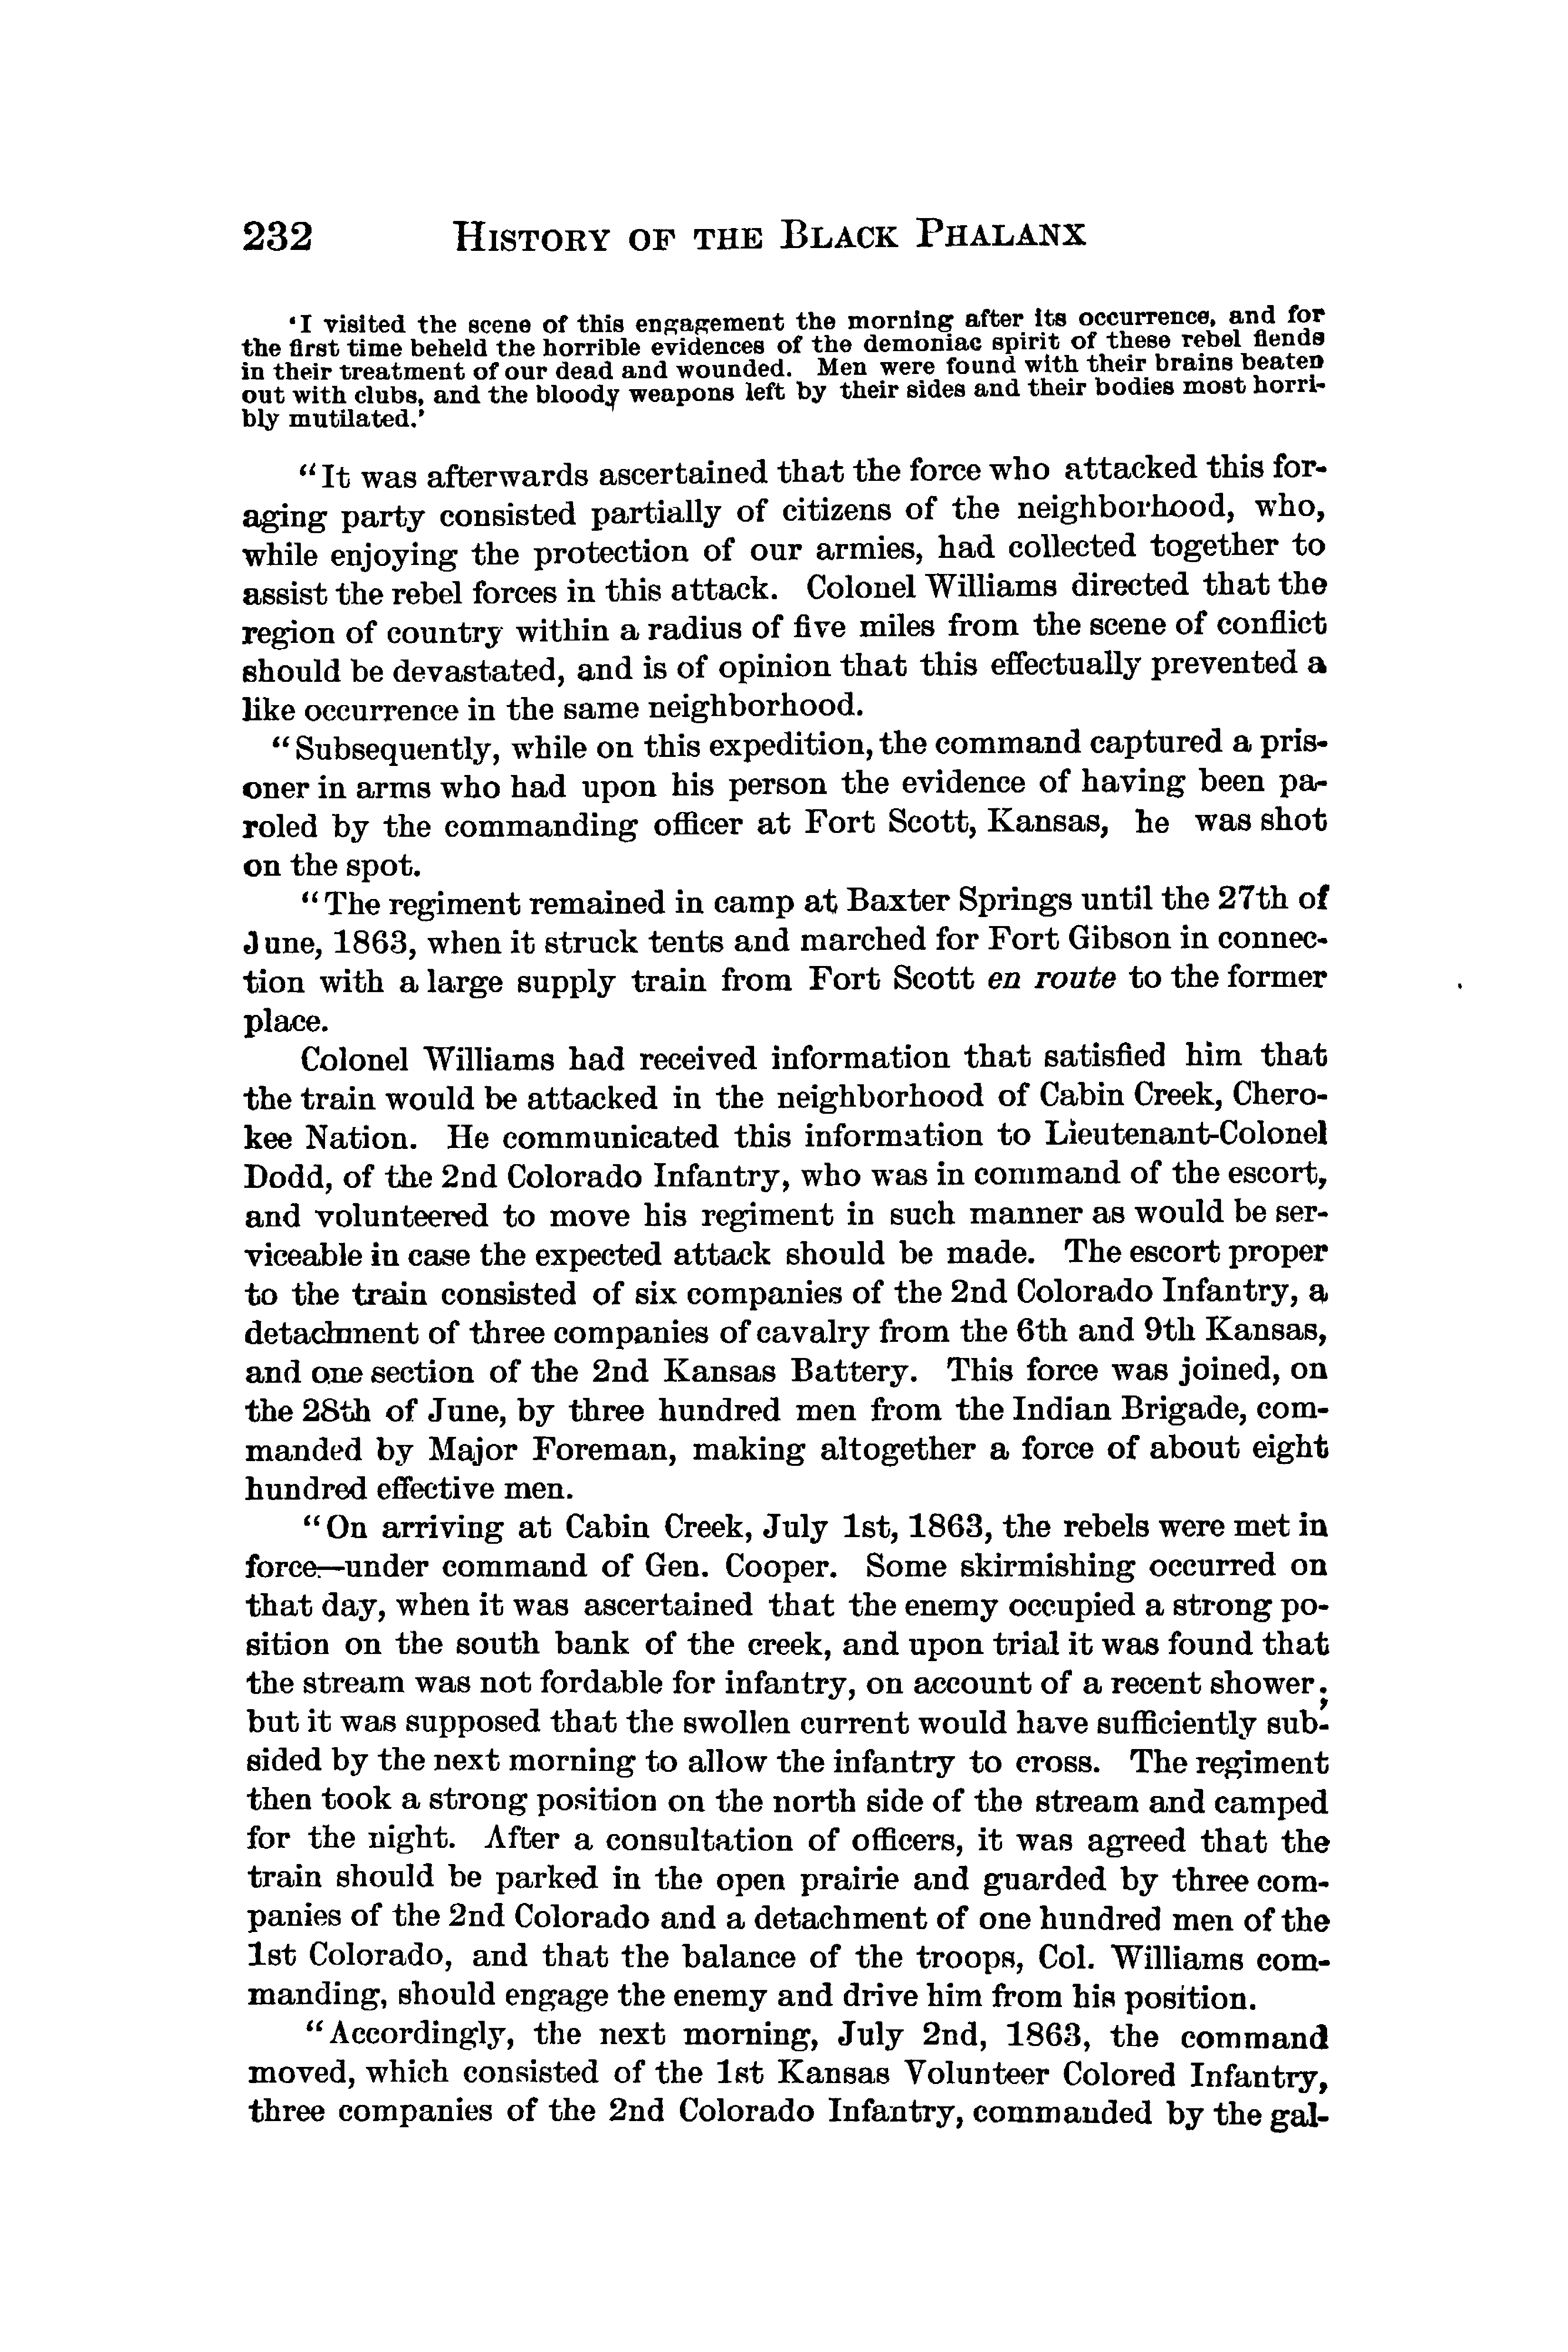 232 HISTORY OF THE BLACK PHALANX
‘I visited the scene of this engagement the morning after its occurrence, and for
the first time beheld the horrible evidences of the demoniac spirit of these rebel fiends
in their treatment of our dead and wounded. Men were found with their brains beaten
out with clubs, and the bloody weapons left by their sides and their bodies most horri-
bly mutilated.’
“It was afterwards ascertained that the force who attacked this for-
aging party consisted partially of citizens of the neighborhood, who,
while enjoying the protection of our armies, had collected together to
assist the rebel forces in this attack. Colonel Williams directed that the
region of country within a radius of five miles from the scene of conflict
should be devastated, and is of opinion that this effectually prevented a
like occurrence in the same neighborhood.
“Subsequently, while on this expedition, the command captured a pris-
oner in arms who had upon his person the evidence of having been pa-
roled by the commanding officer at Fort Scott, Kansas, he was shot
on the spot.
“The regiment remained in camp at Baxter Springs until the 27th of
June, 1863, when it struck tents and marched for Fort Gibson in connec-
tion with a large supply train from Fort Scott en route to the former
place.
Colonel Williams had received information that satisfied him that
the train would be attacked in the neighborhood of Cabin Creek, Chero-
kee Nation. He communicated this information to Lieutenant-Colonel
Dodd, of the 2nd Colorado Infantry, who was in command of the escort,
and volunteered to move his regiment in such manner as would be ser-
viceable in case the expected attack should be made. The escort proper
to the train consisted of six companies of the 2nd Colorado Infantry, a
detachment of three companies of cavalry from the 6th and 9th Kansas,
and one section of the 2nd Kansas Battery. This force was joined, on
the 28th of June, by three hundred men from the Indian Brigade, com-
manded by Major Foreman, making altogether a force of about eight
hundred effective men.
“On arriving at Cabin Creek, July 1st, 1863, the rebels were met in
force—under command of Gen. Cooper. Some skirmishing occurred on
that day, when it was ascertained that the enemy occupied a strong po-
sition on the south bank of the creek, and upon trial it was found that
the stream was not fordable for infantry, on account of a recent shower;
but it was supposed that the swollen current would have sufficiently sub-
sided by the next morning to allow the infantry to cross. The regiment
then took a strong position on the north side of the stream and camped
for the night. After a consultation of officers, it was agreed that the
train should be parked in the open prairie and guarded by three com-
panies of the 2nd Colorado and a detachment of one hundred men of the
1st Colorado, and that the balance of the troops, Col. Williams com-
manding, should engage the enemy and drive him from his position.
“Accordingly, the next morning, July 2nd, 1863, the command
moved, which consisted of the 1st Kansas Volunteer Colored Infantry,
three companies of the 2nd Colorado Infantry, commanded by the gal-